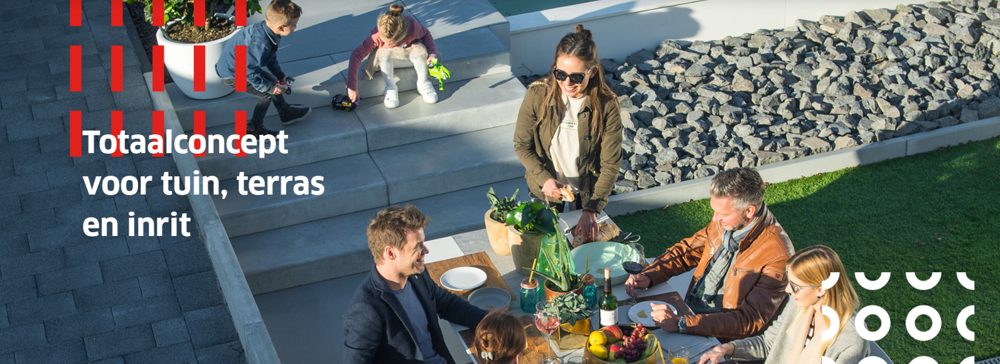 Totaalconcept
voor tuin, terras
en inrit